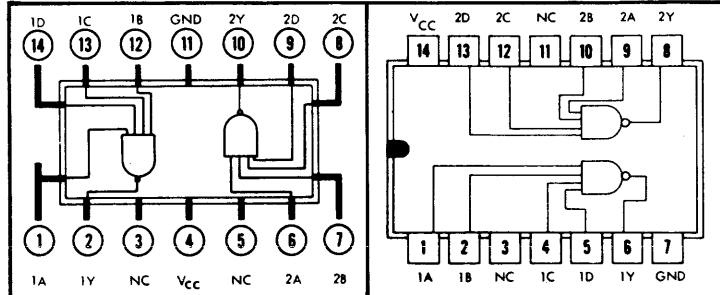 1D 1C 1B GND 2Y 2D 2C
14 13 12 11 10 9 8
1 2 3 4 5 6 7
1A 1Y NC VCC NC 2A 2B
VCC 2D 2C NC 2B 2A 2Y
14 13 12 11 10 9 8
1 2 3 4 5 6 7
1A 1B NC 1C 1D 1Y GND